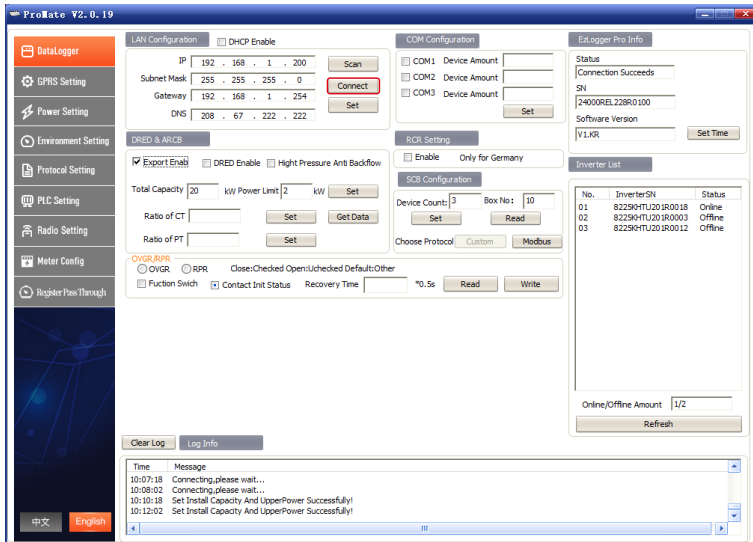 ProMate V2.0.19
DataLogger
GPRS Setting
Power Setting
Environment Setting
Protocol Setting
PLC Setting
Radio Setting
Meter Config
Register Pass Through
中文 English
LAN Configuration DHCP Enable
IP 192 . 168 . 1 . 200 Scan
Subnet Mask 255 . 255 . 255 . 0 Connect
Gateway 192 . 168 . 1 . 254 Set
DNS 208 . 67 . 222 . 222
COM Configuration
COM1 Device Amount
COM2 Device Amount
COM3 Device Amount
Set
DRED & ARCB
Export Enab DRED Enable Hight Pressure Anti Backflow
Total Capacity 20 kW Power Limit 2 kW Set
Ratio of CT Set Get Data
Ratio of PT Set
RCR Setting
Enable Only for Germany
SCB Configuration
Device Count: 3 Box No: 10
Set Read
Choose Protocol Custom Modbus
OVGR/RPR
OVGR RPR Close:Checked Open:Uchecked Default:Other
Fuction Swich Contact Init Status Recovery Time *0.5s Read Write
EzLogger Pro Info
Status
Connection Succeeds
SN
24000REL228R0100
Software Version
V1.KR Set Time
Inverter List
No. InverterSN Status
01 8225KHTU201R0018 Online
02 8225KHTU201R0003 Offline
03 8225KHTU201R0012 Offline
Online/Offline Amount 1/2
Refresh
Clear Log Log Info
Time Message
10:07:18 Connecting,please wait...
10:08:02 Connecting,please wait...
10:10:18 Set Install Capacity And UpperPower Successfully!
10:12:02 Set Install Capacity And UpperPower Successfully!